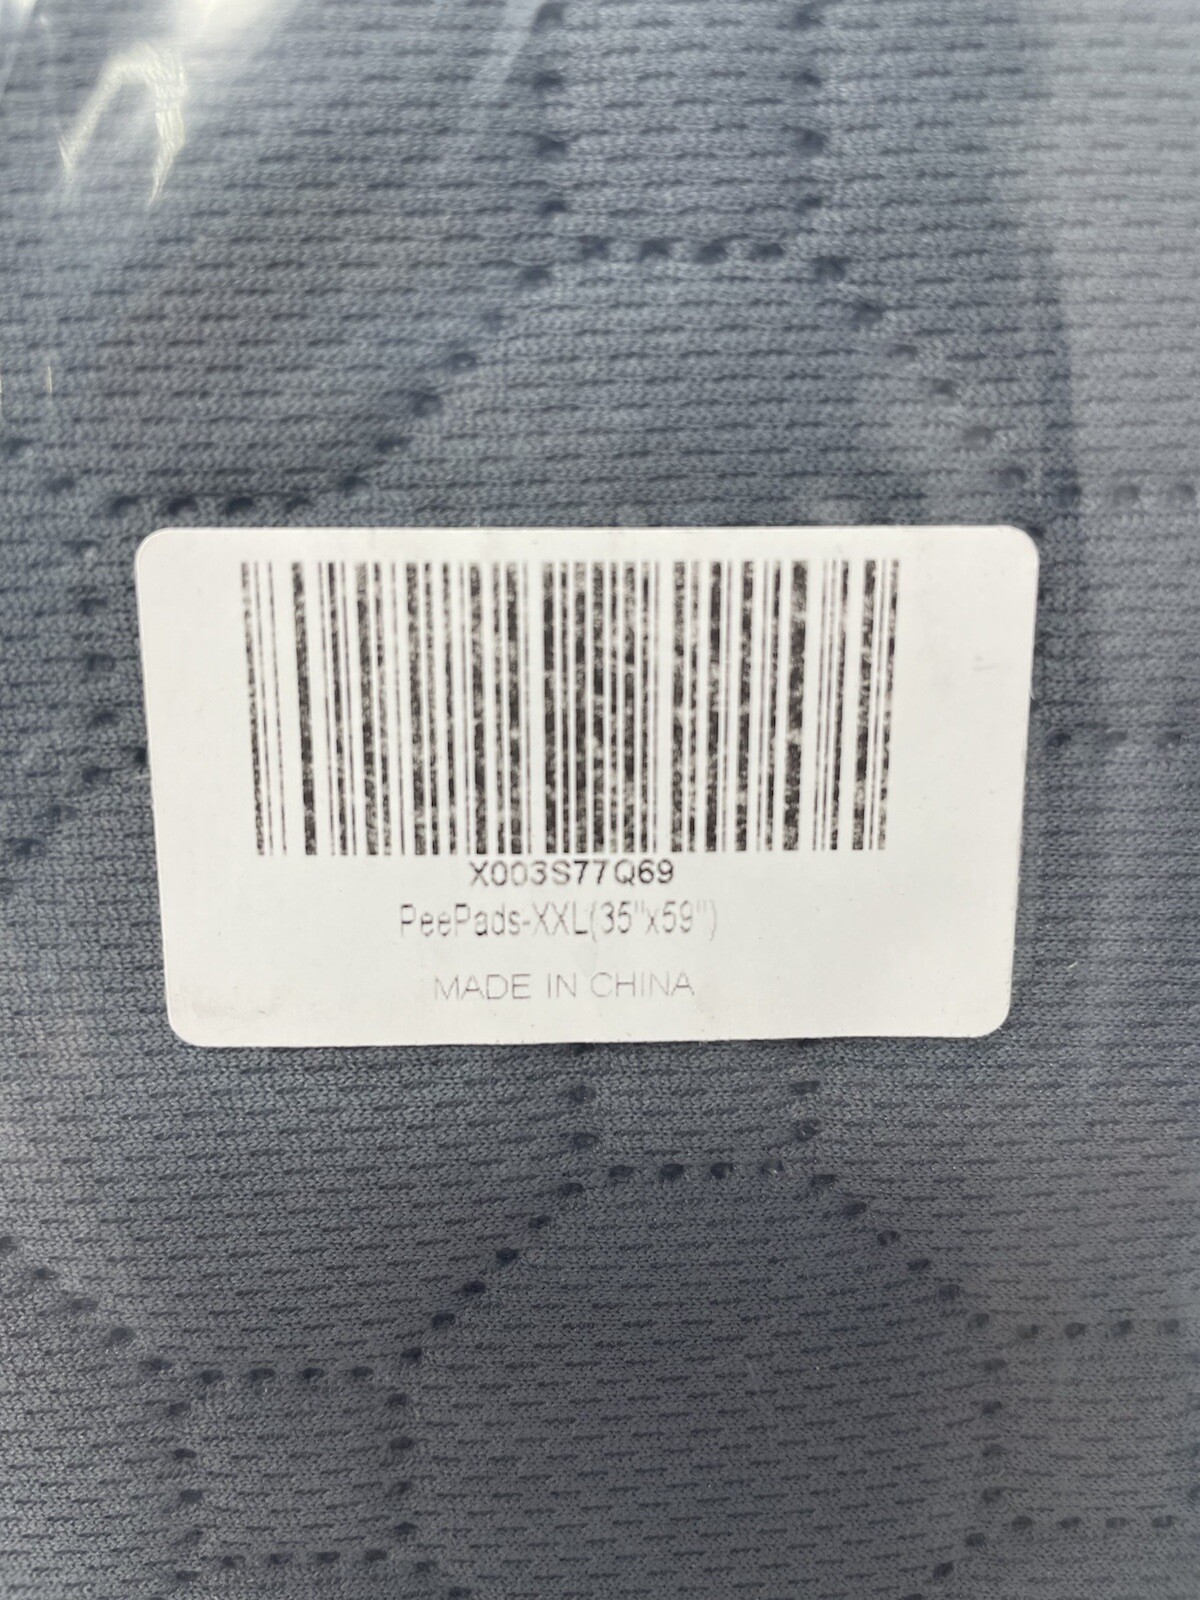 X003S77Q69
PeePads-XXL(35"x59")
MADE IN CHINA